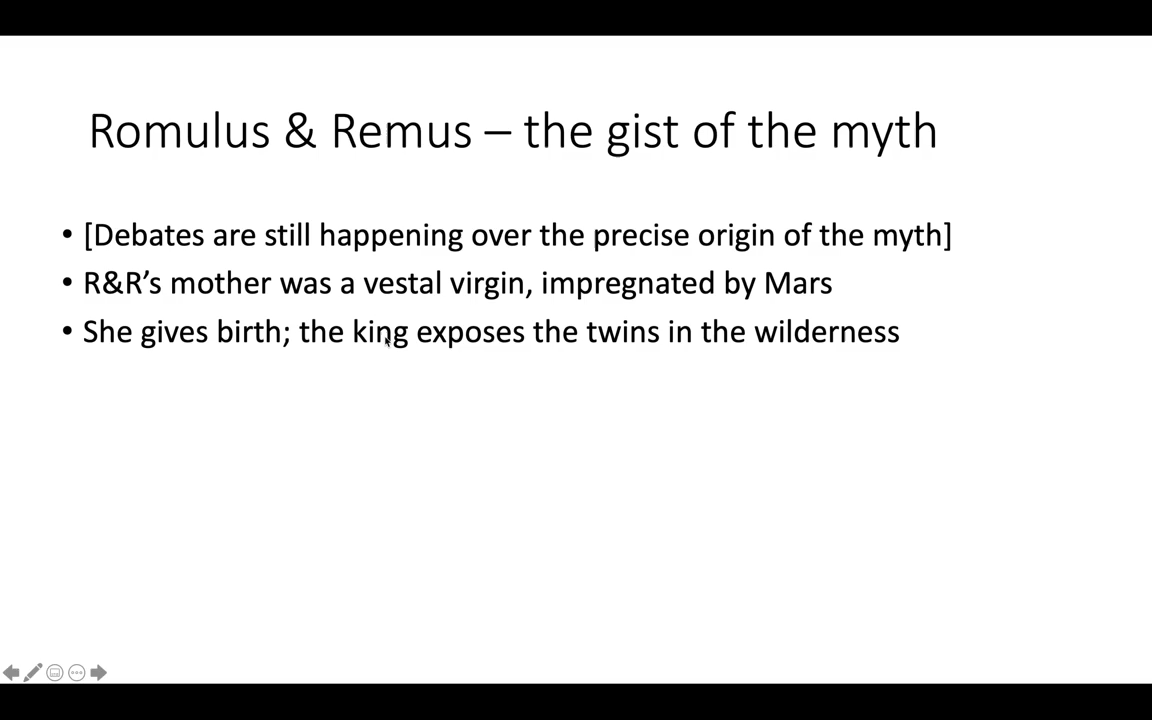 Romulus & Remus – the gist of the myth
• [Debates are still happening over the precise origin of the myth]
• R&R’s mother was a vestal virgin, impregnated by Mars
• She gives birth; the king exposes the twins in the wilderness